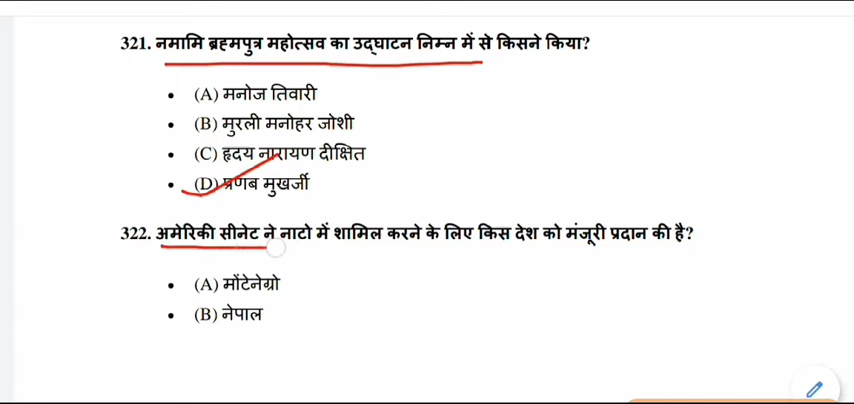 321. नमामि ब्रह्मपुत्र महोत्सव का उद्घाटन निम्न में से किसने किया?
• (A) मनोज तिवारी
• (B) मुरली मनोहर जोशी
• (C) हृदय नारायण दीक्षित
• (D) प्रणब मुखर्जी
322. अमेरिकी सीनेट ने नाटो में शामिल करने के लिए किस देश को मंजूरी प्रदान की है?
• (A) मोंटेनेग्रो
• (B) नेपाल